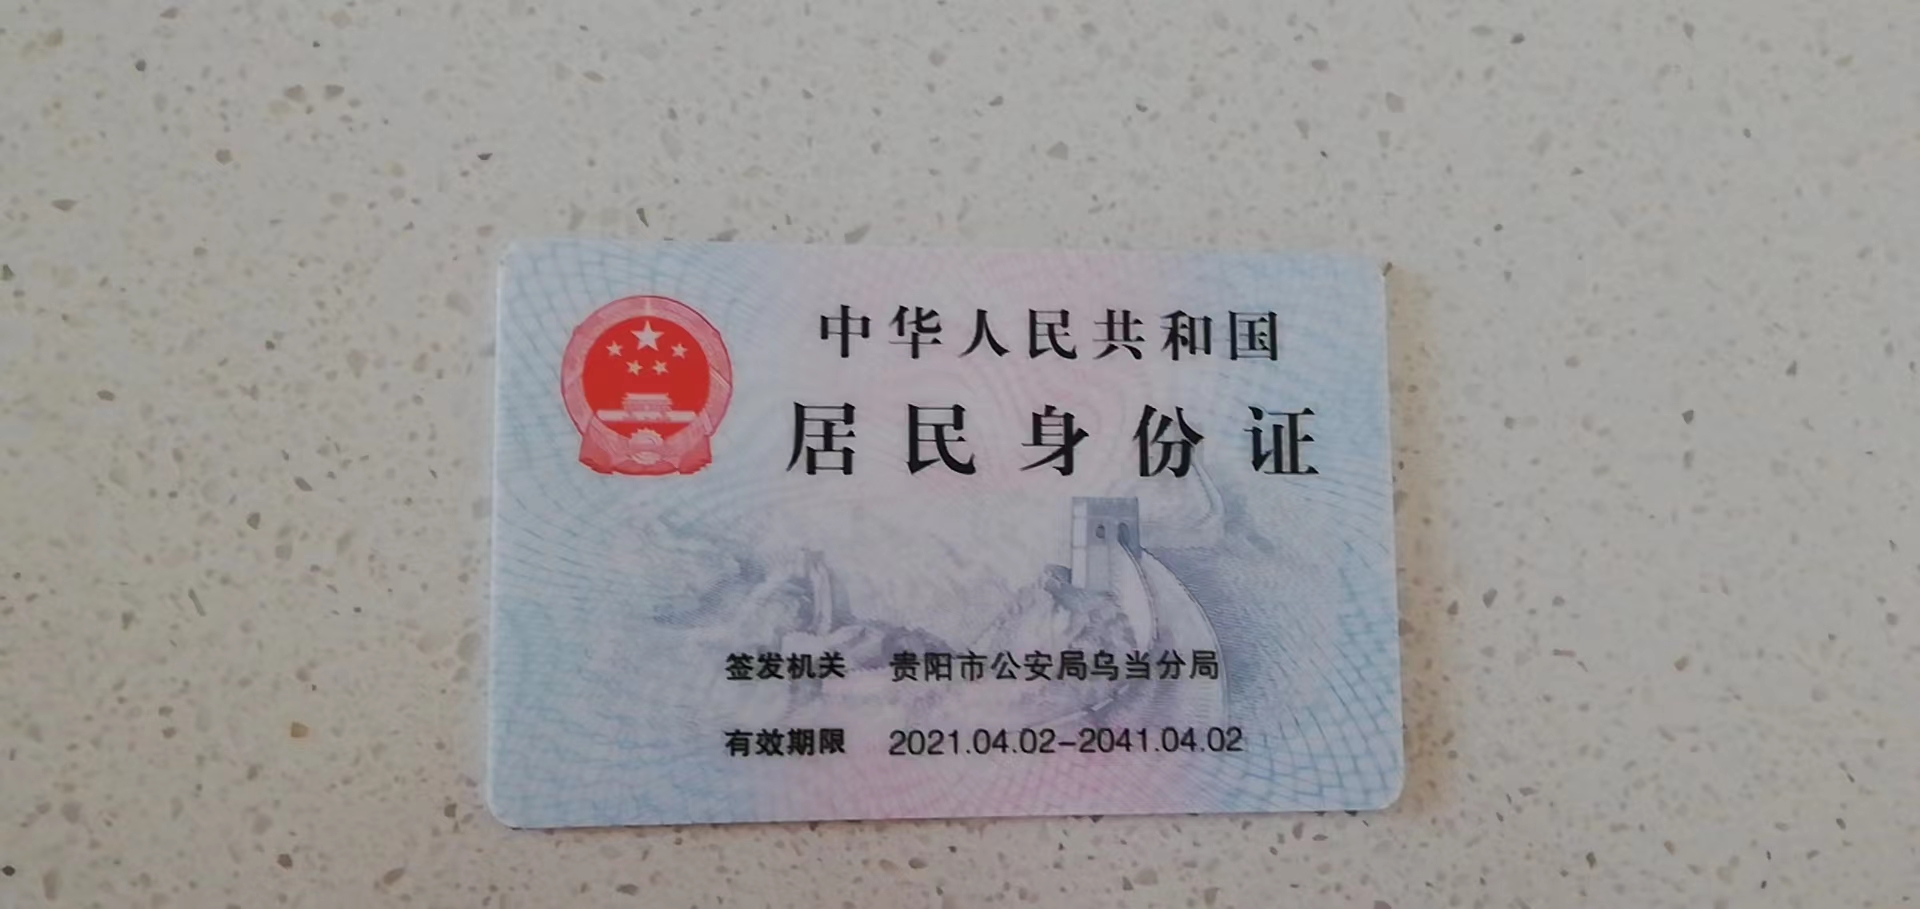 中华人民共和国
居民身份证
签发机关 贵阳市公安局乌当分局
有效期限 2021.04.02-2041.04.02